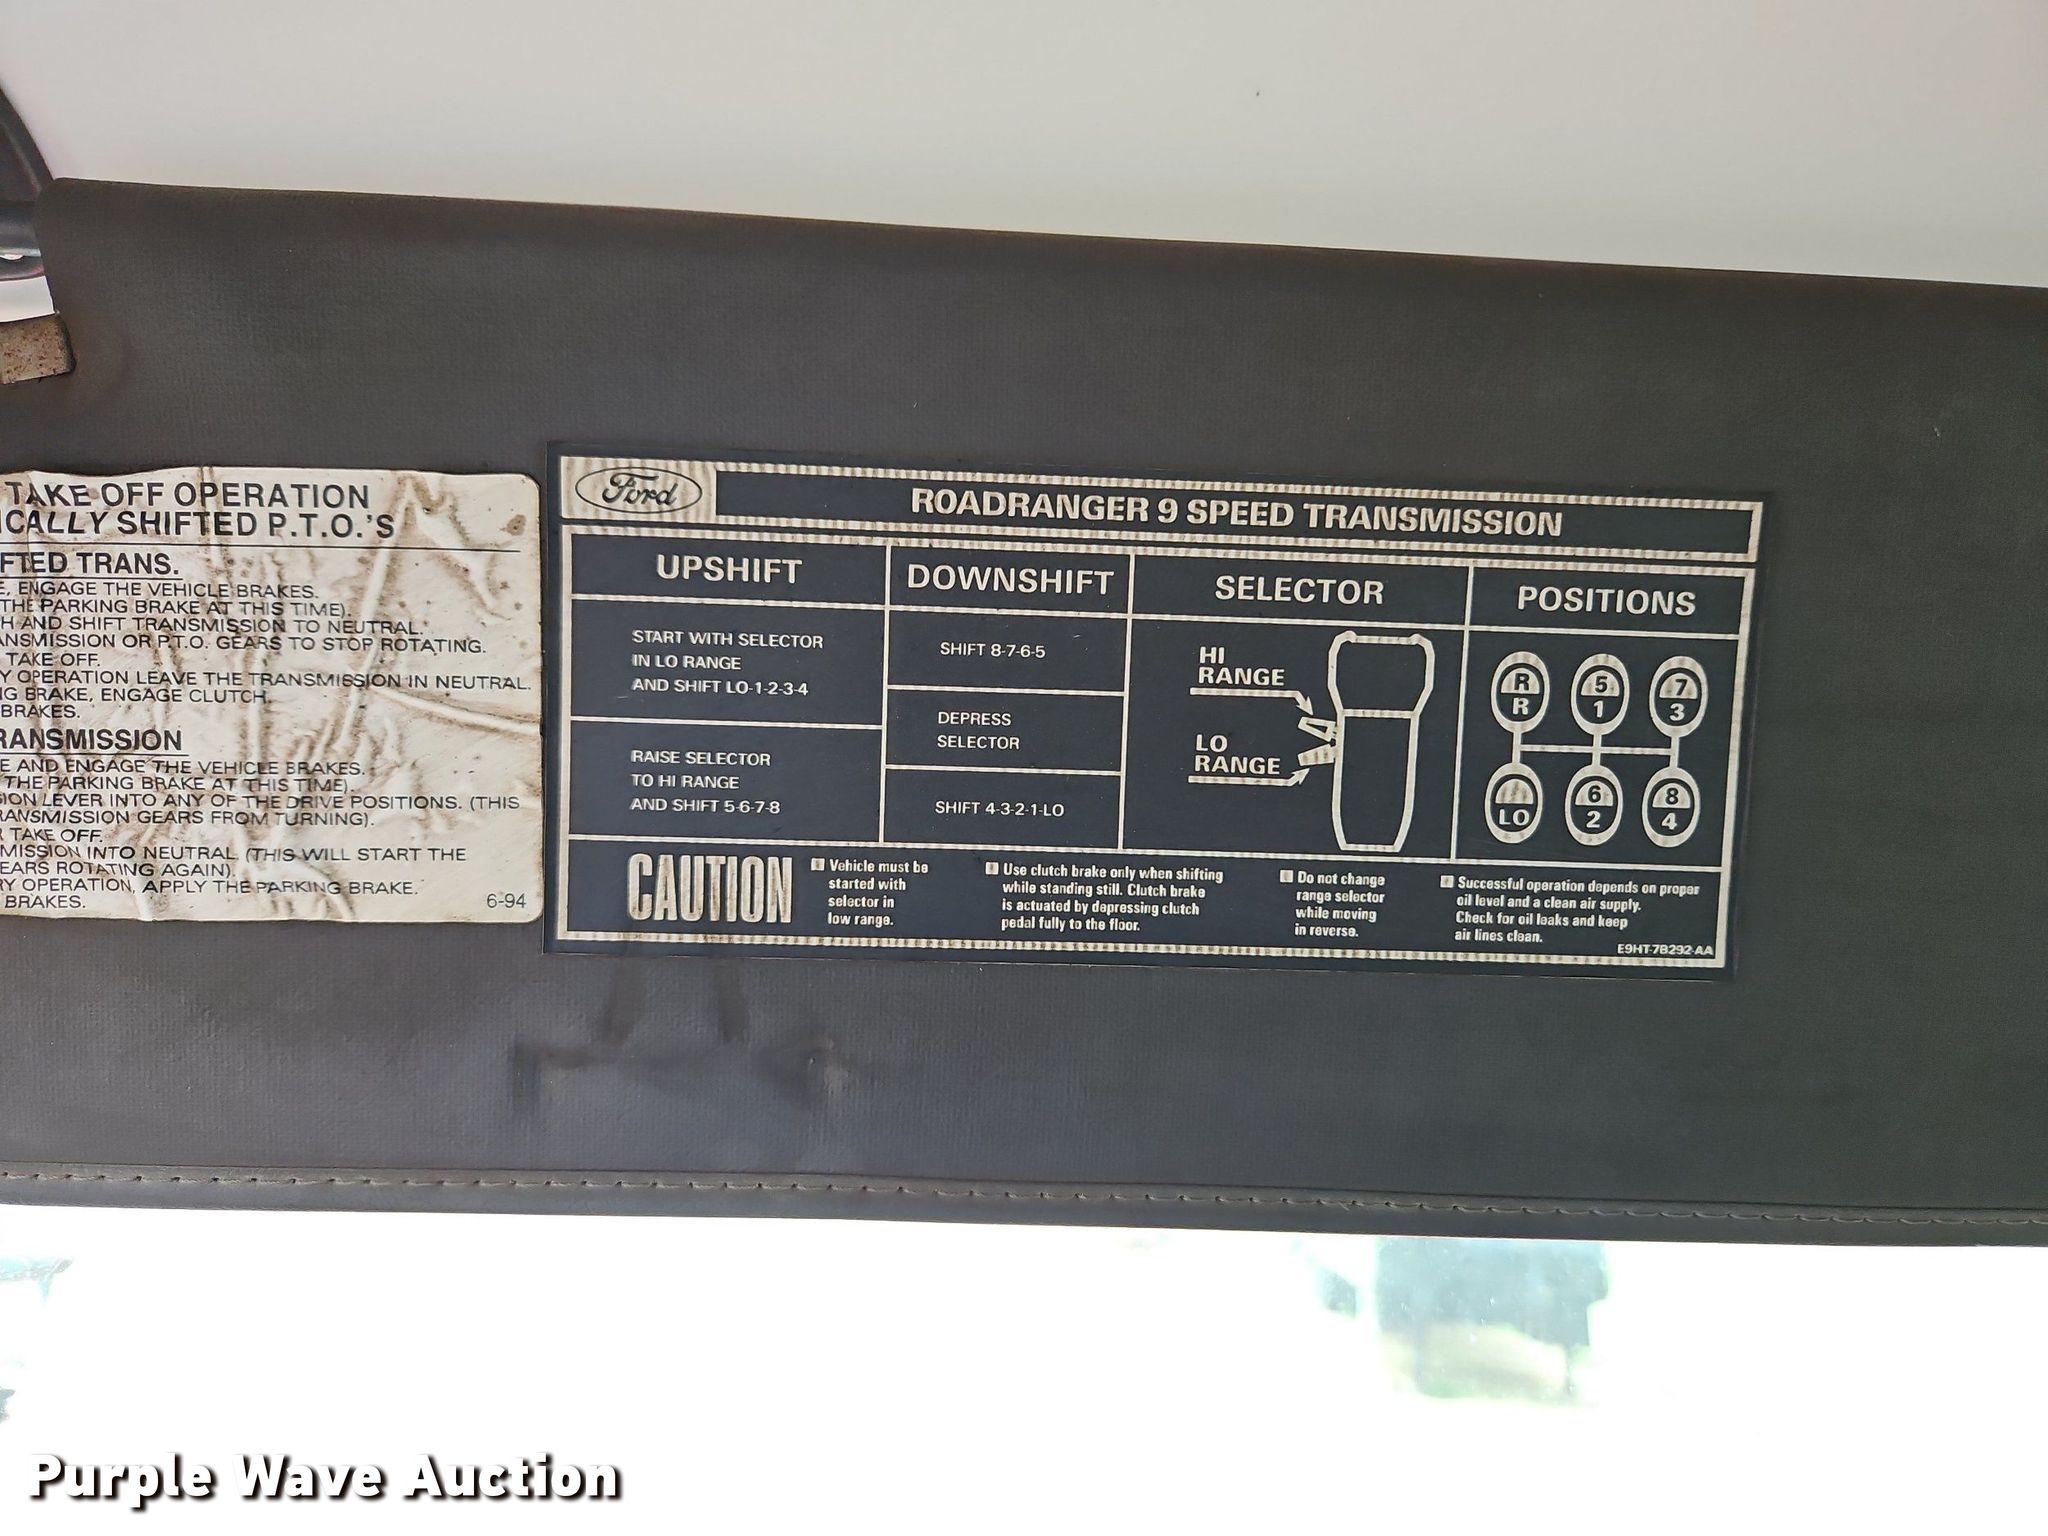 TAKE OFF OPERATION
ICALLY SHIFTED P.T.O.'S
FTED TRANS.
E, ENGAGE THE VEHICLE BRAKES.
THE PARKING BRAKE AT THIS TIME).
H AND SHIFT TRANSMISSION TO NEUTRAL.
ANSMISSION OR P.T.O. GEARS TO STOP ROTATING.
TAKE OFF.
Y OPERATION LEAVE THE TRANSMISSION IN NEUTRAL.
NG BRAKE, ENGAGE CLUTCH
BRAKES.
RANSMISSION
E AND ENGAGE THE VEHICLE BRAKES.
THE PARKING BRAKE AT THIS TIME).
SION LEVER INTO ANY OF THE DRIVE POSITIONS. (THIS
RANSMISSION GEARS FROM TURNING).
R TAKE OFF.
MISSION INTO NEUTRAL. (THIS WILL START THE
EARS ROTATING AGAIN).
RY OPERATION, APPLY THE PARKING BRAKE.
BRAKES.
6-94
Ford
ROADRANGER 9 SPEED TRANSMISSION
UPSHIFT
START WITH SELECTOR
IN LO RANGE
AND SHIFT LO-1-2-3-4
RAISE SELECTOR
TO HI RANGE
AND SHIFT 5-6-7-8
DOWNSHIFT
SHIFT 8-7-6-5
DEPRESS
SELECTOR
SHIFT 4-3-2-1-LO
SELECTOR
HI
RANGE
LO
RANGE
POSITIONS
R 5 7
R 1 3
6 8
LO 2 4
CAUTION
Vehicle must be
started with
selector in
low range.
Use clutch brake only when shifting
while standing still. Clutch brake
is actuated by depressing clutch
pedal fully to the floor.
Do not change
range selector
while moving
in reverse.
Successful operation depends on proper
oil level and a clean air supply.
Check for oil leaks and keep
air lines clean.
E9HT-7B292-AA
Purple Wave Auction